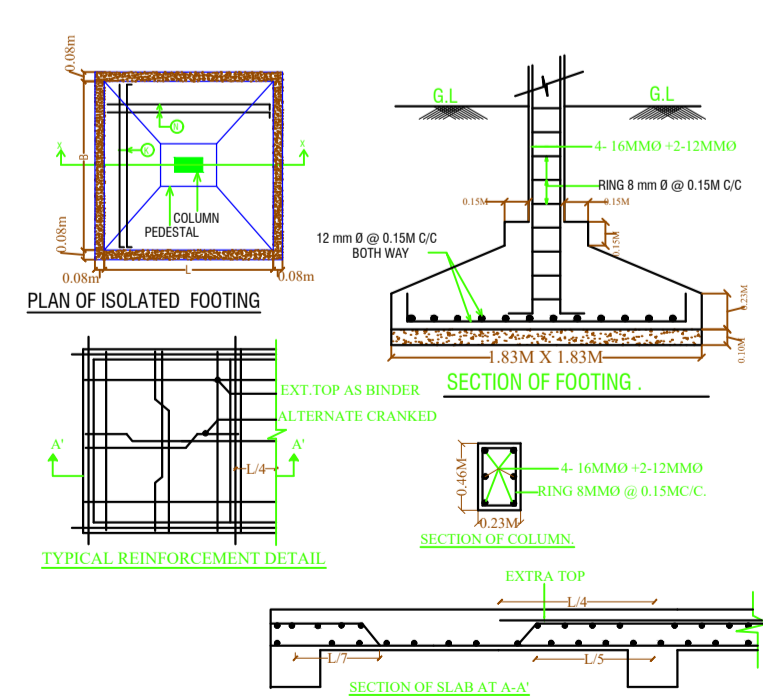 0.08m
B
N
N
X
X
COLUMN
PEDESTAL
0.08m
0.08m
L
0.08m
PLAN OF ISOLATED FOOTING
G.L
G.L
4- 16MMØ +2-12MMØ
RING 8 mm Ø @ 0.15M C/C
0.15M
0.15M
0.15M
12 mm Ø @ 0.15M C/C
BOTH WAY
0.23M
0.10M
1.83M X 1.83M
SECTION OF FOOTING .
EXT.TOP AS BINDER
ALTERNATE CRANKED
A'
A'
L/4
TYPICAL REINFORCEMENT DETAIL
0.46M
4- 16MMØ +2-12MMØ
RING 8MMØ @ 0.15MC/C.
0.23M
SECTION OF COLUMN.
EXTRA TOP
L/4
L/7
L/5
SECTION OF SLAB AT A-A'